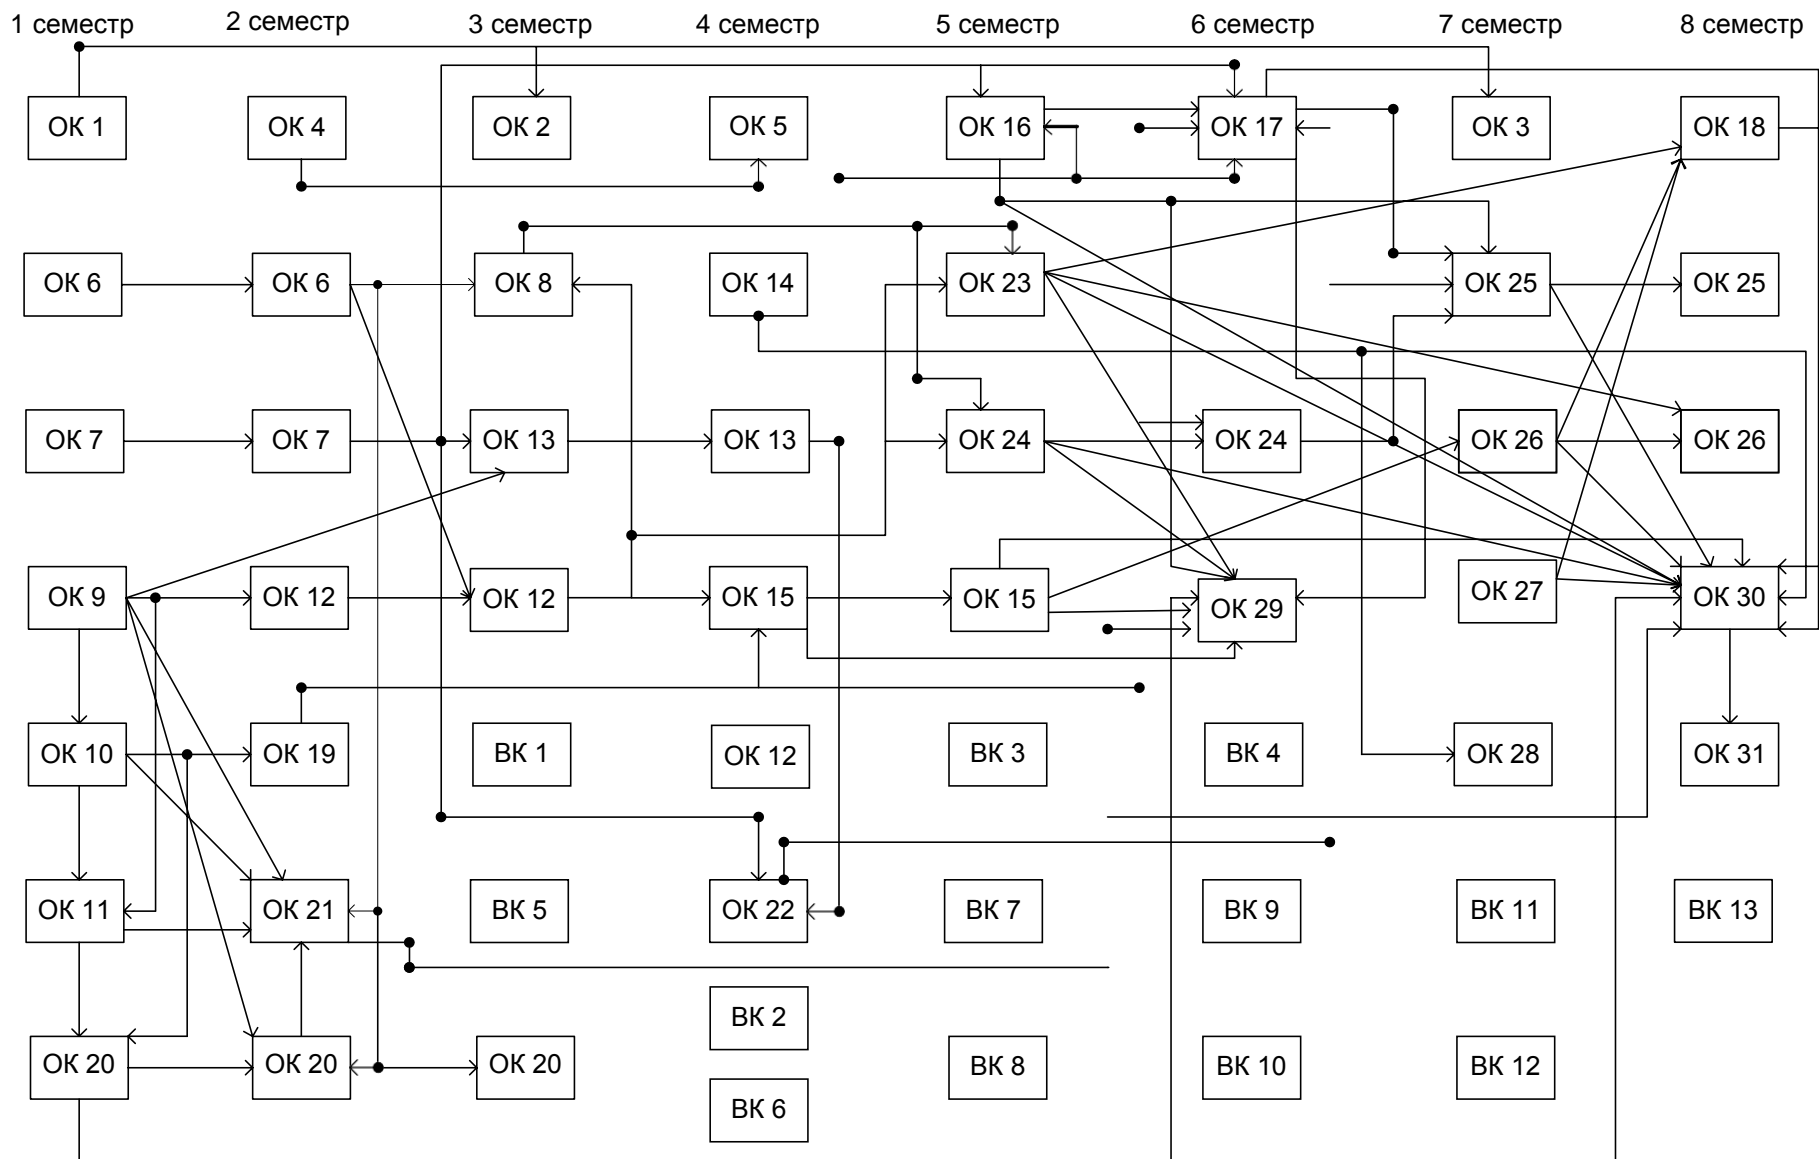 1 семестр 2 семестр 3 семестр 4 семестр 5 семестр 6 семестр 7 семестр 8 семестр
ОК 1 ОК 4 ОК 2 ОК 5 ОК 16 ОК 17 ОК 3 ОК 18
ОК 6 ОК 6 ОК 8 ОК 14 ОК 23 ОК 25 ОК 25
ОК 7 ОК 7 ОК 13 ОК 13 ОК 24 ОК 24 ОК 26 ОК 26
ОК 9 ОК 12 ОК 12 ОК 15 ОК 15 ОК 29 ОК 27 ОК 30
ОК 10 ОК 19 ВК 1 ОК 12 ВК 3 ВК 4 ОК 28 ОК 31
ОК 11 ОК 21 ВК 5 ОК 22 ВК 7 ВК 9 ВК 11 ВК 13
ВК 2
ОК 20 ОК 20 ОК 20 ВК 8 ВК 10 ВК 12
ВК 6